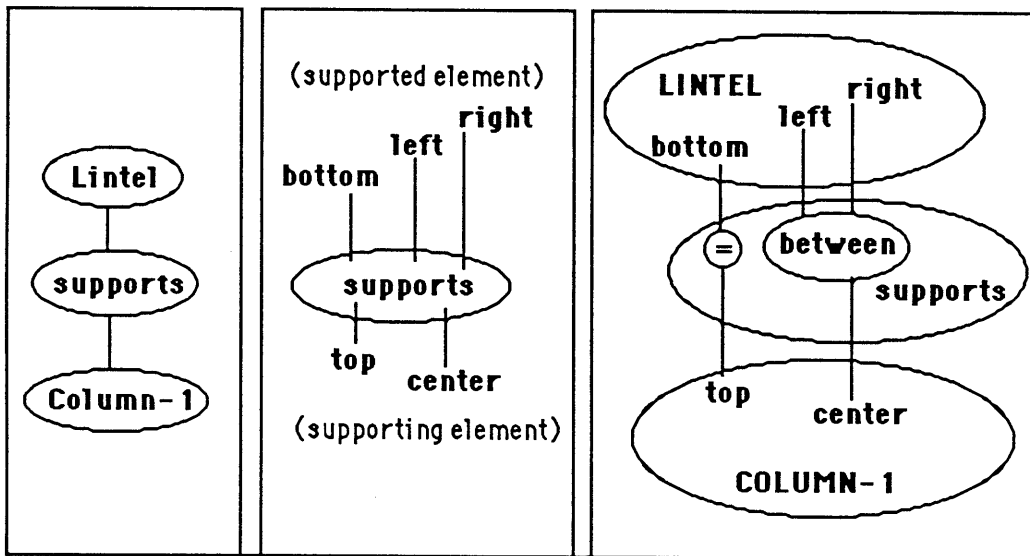 Lintel
supports
Column-1
(supported element)
right
left
bottom
supports
top
center
(supporting element)
LINTEL
right
left
bottom
=
between
supports
top
center
COLUMN-1